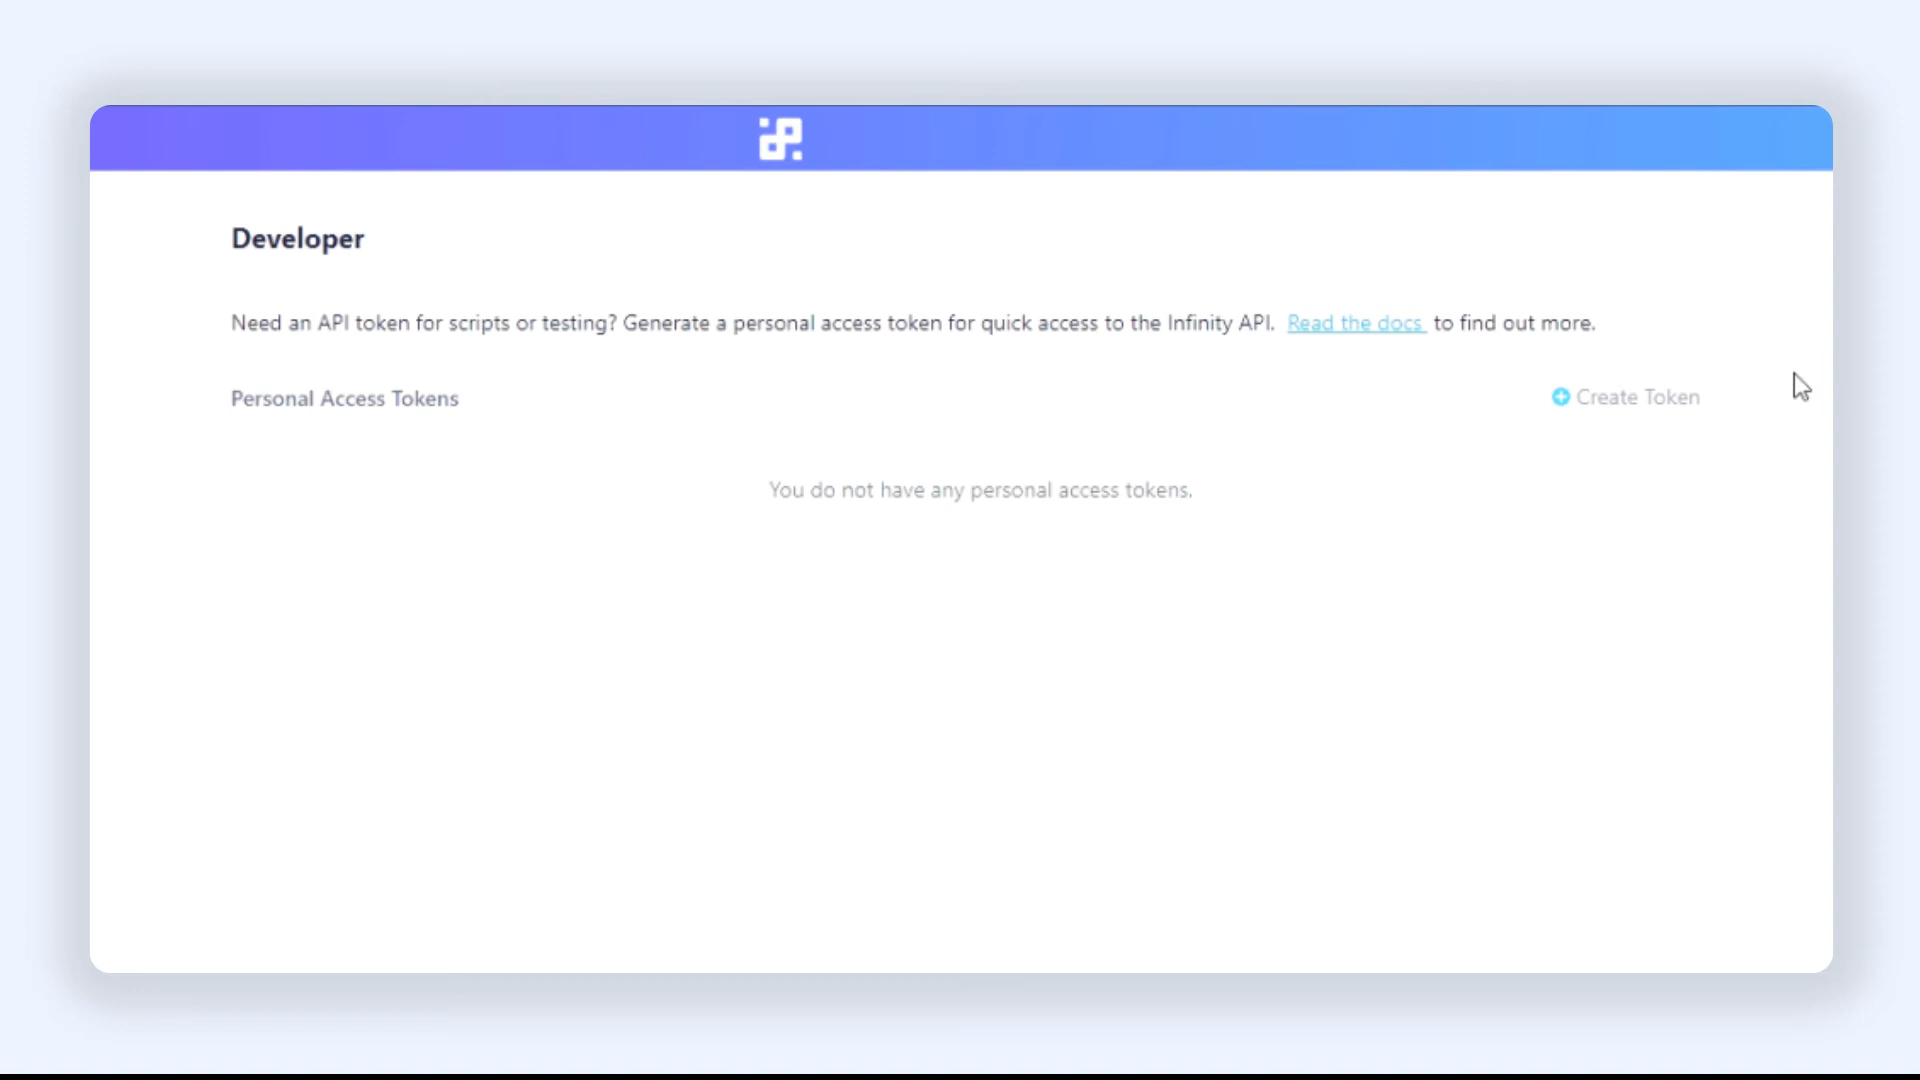 Developer
Need an API token for scripts or testing? Generate a personal access token for quick access to the Infinity API. Read the docs to find out more.
Personal Access Tokens
Create Token
You do not have any personal access tokens.